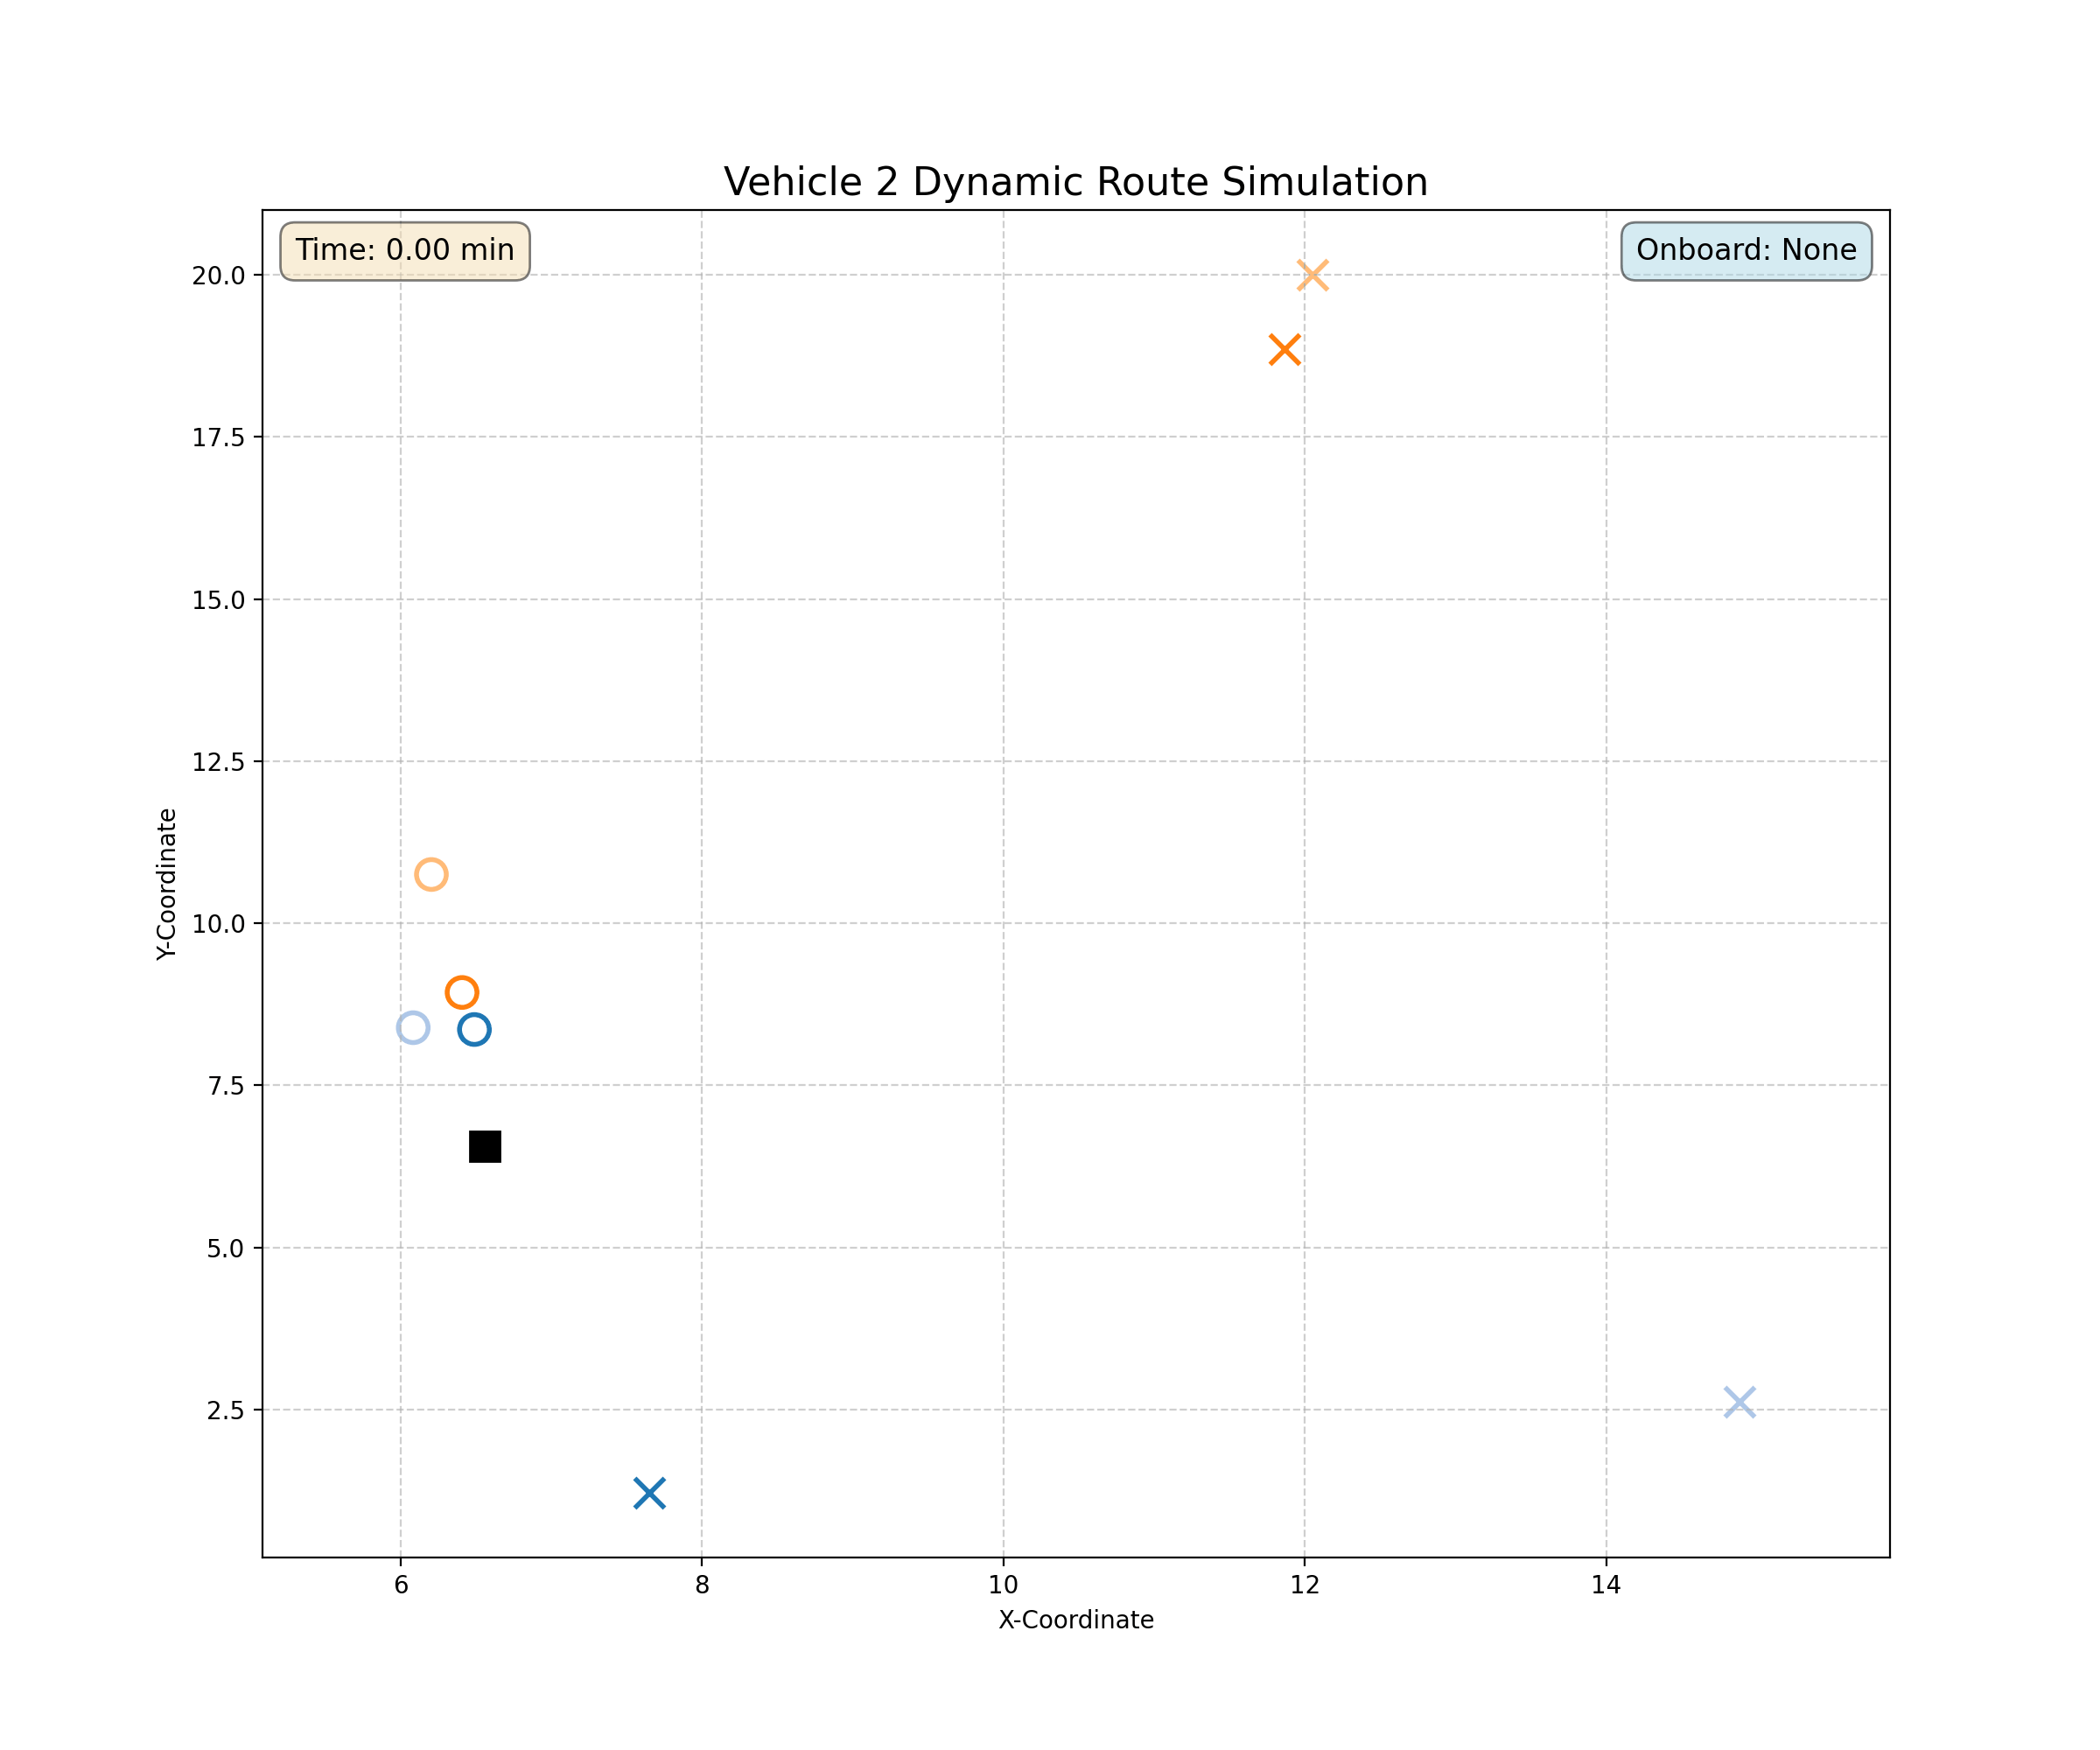 Vehicle 2 Dynamic Route Simulation
Time: 0.00 min
Onboard: None
20.0
17.5
15.0
12.5
10.0
7.5
5.0
2.5
Y-Coordinate
6 8 10 12 14
X-Coordinate